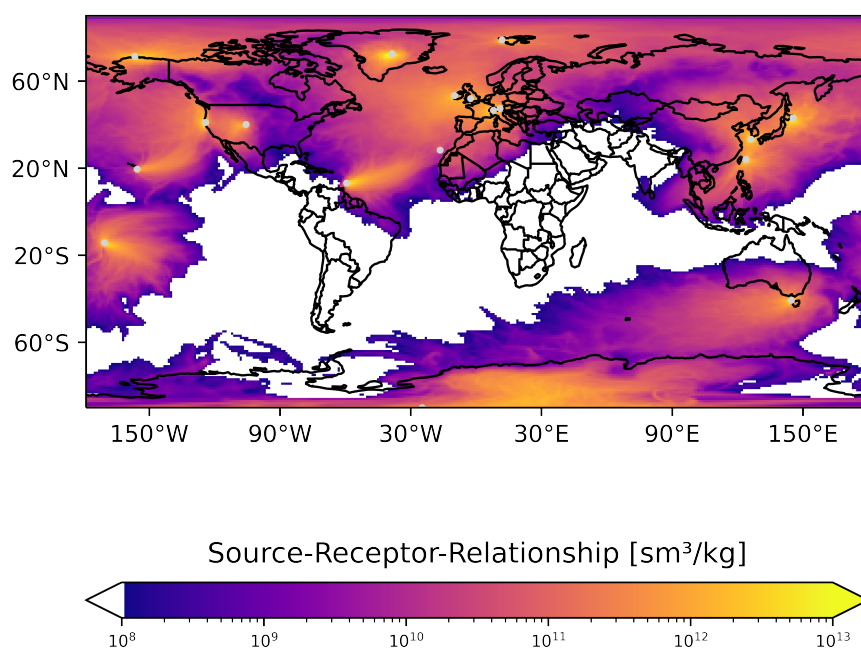 60°N
20°N
20°S
60°S
150°W 90°W 30°W 30°E 90°E 150°E
Source-Receptor-Relationship [sm³/kg]
10⁸ 10⁹ 10¹⁰ 10¹¹ 10¹² 10¹³